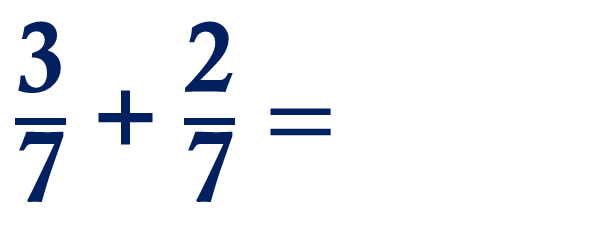 3/7 + 2/7 =